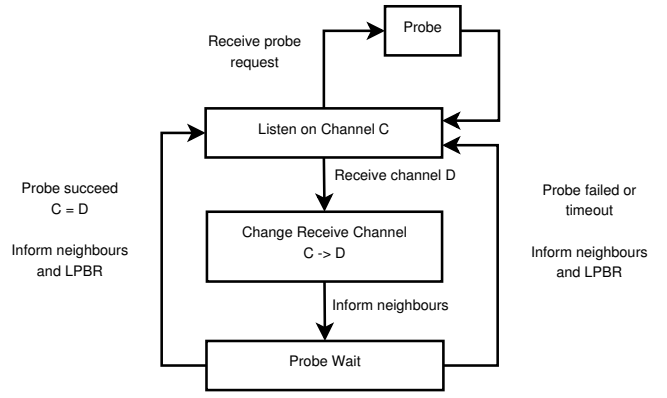 Probe
Receive probe
request
Listen on Channel C
Receive channel D
Probe succeed
C = D
Inform neighbours
and LPBR
Change Receive Channel
C -> D
Probe failed or
timeout
Inform neighbours
and LPBR
Inform neighbours
Probe Wait